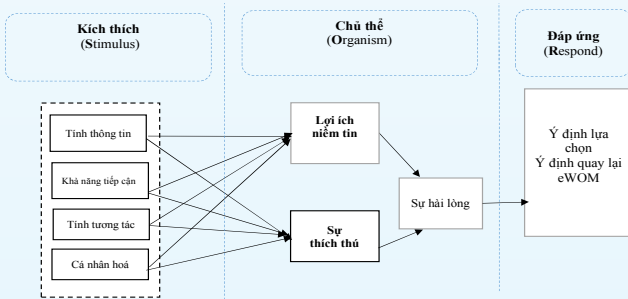 Kích thích
(Stimulus)
Chủ thể
(Organism)
Đáp ứng
(Respond)
Tính thông tin
Khả năng tiếp cận
Tính tương tác
Cá nhân hoá
Lợi ích
niềm tin
Sự
thích thú
Sự hài lòng
Ý định lựa
chọn
Ý định quay lại
eWOM